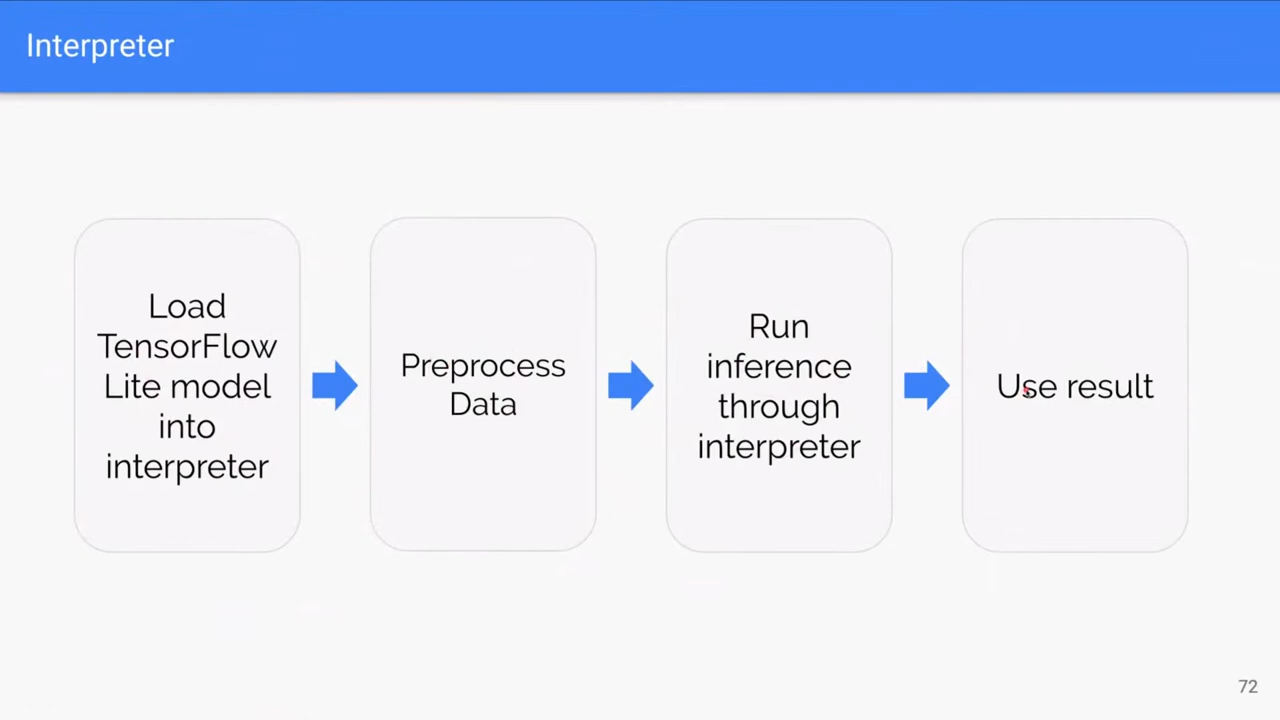 Interpreter
Load
TensorFlow
Lite model
into
interpreter
Preprocess
Data
Run
inference
through
interpreter
Use result
72